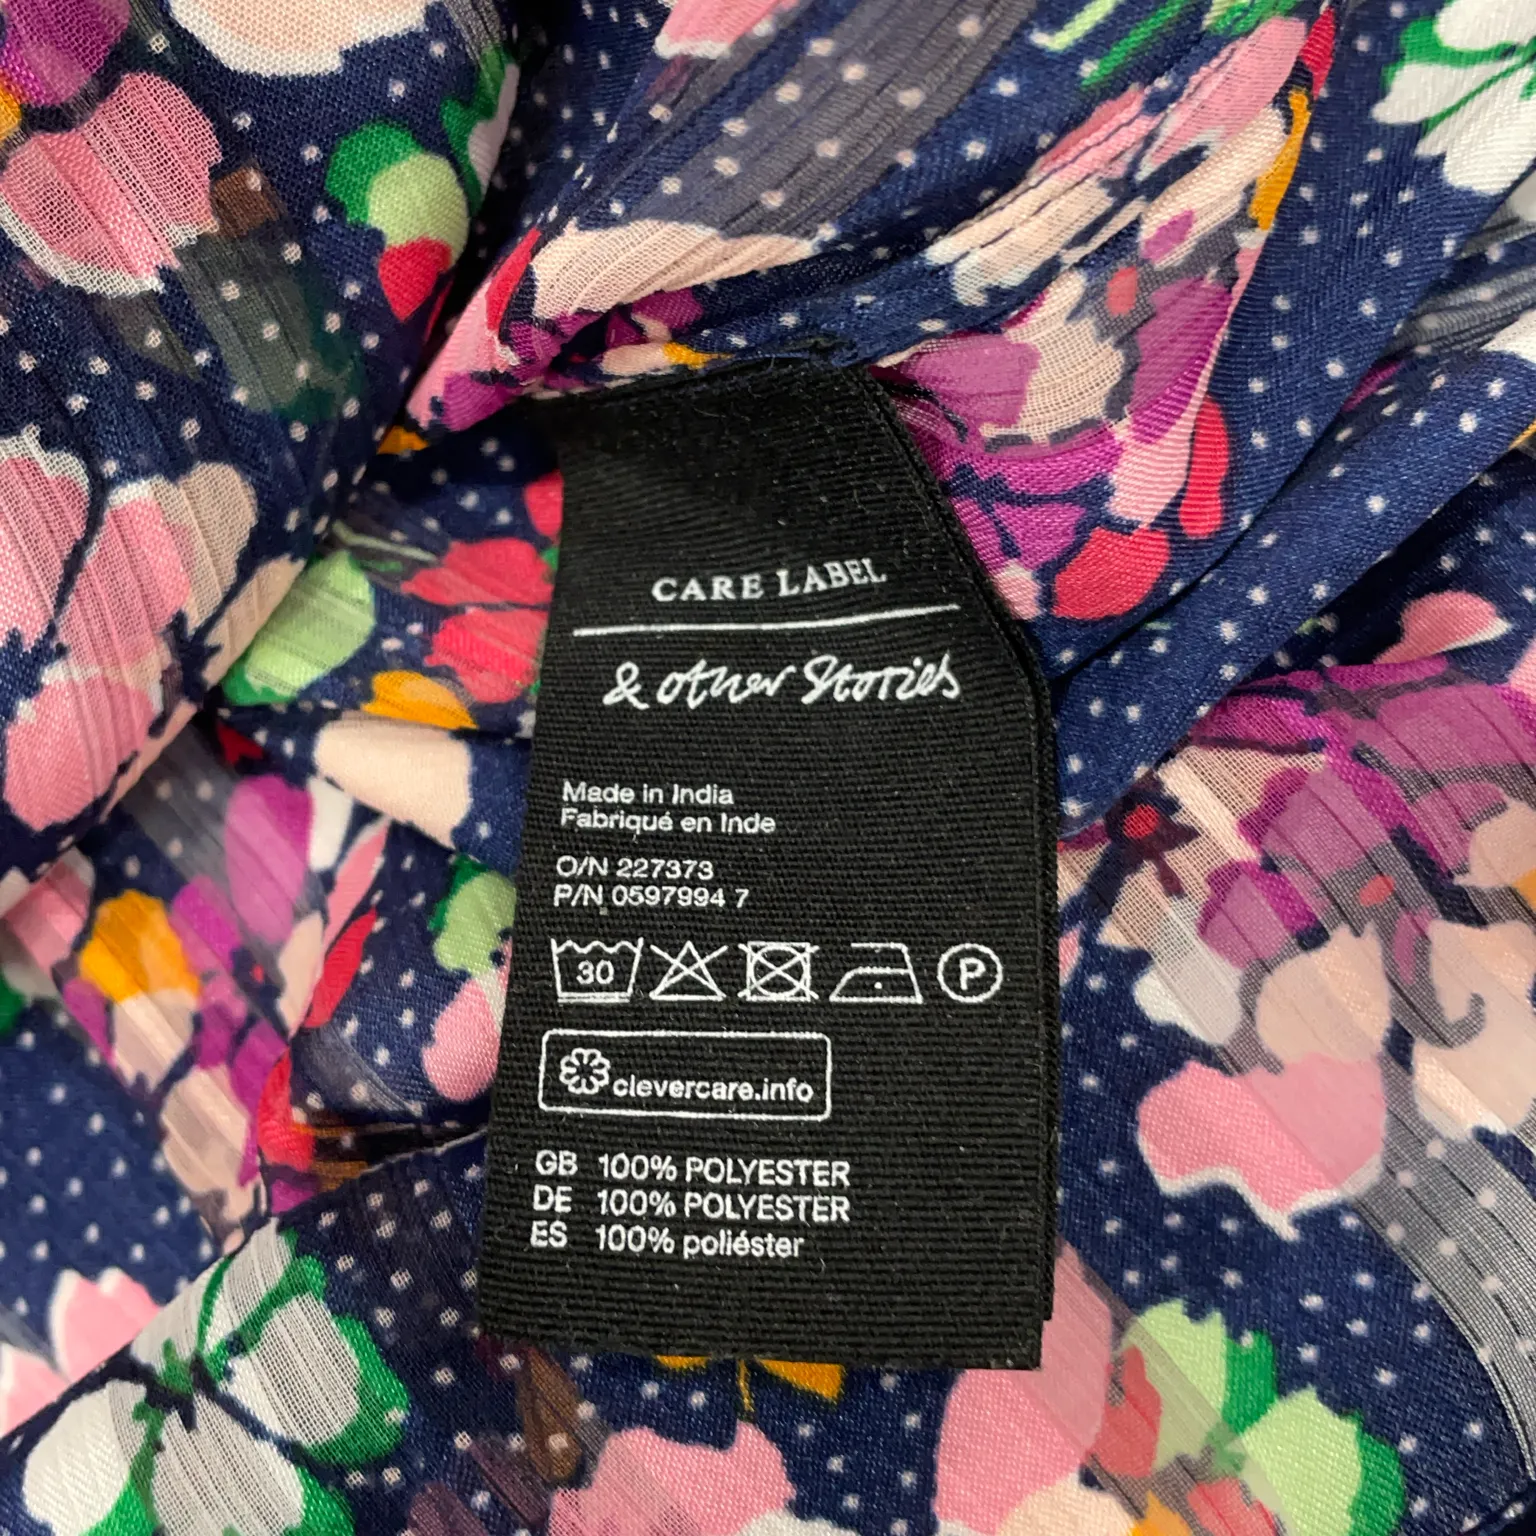 CARE LABEL
& other Stories
Made in India
Fabriqué en Inde
O/N 227373
P/N 0597994 7
30 P
clevercare.info
GB 100% POLYESTER
DE 100% POLYESTER
ES 100% poliéster